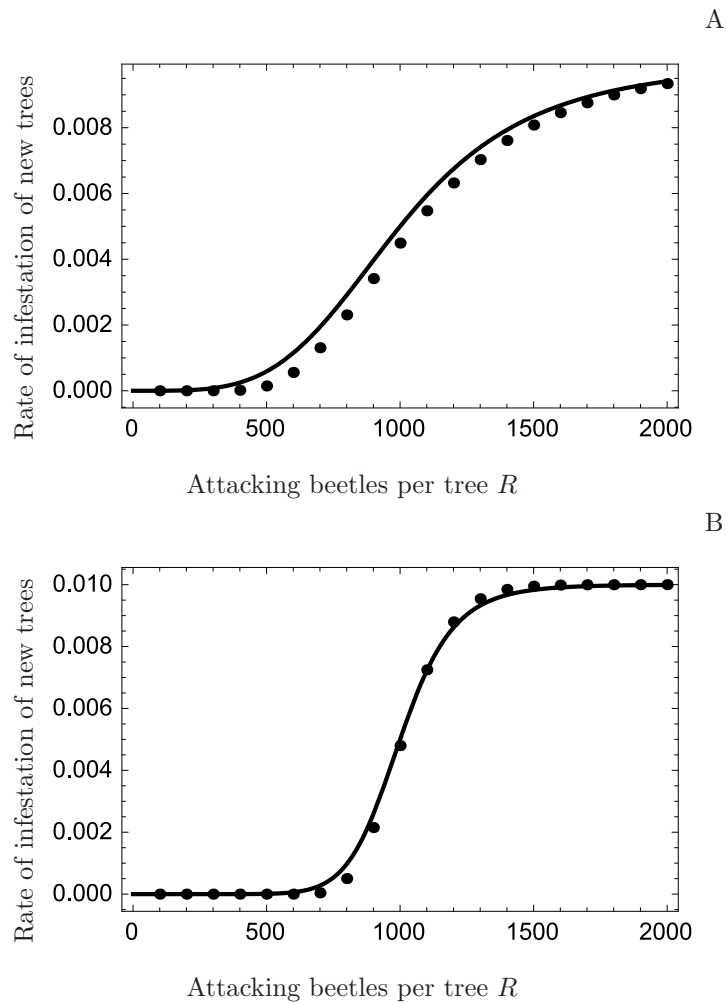 A
Rate of infestation of new trees
0.008
0.006
0.004
0.002
0.000
0 500 1000 1500 2000
Attacking beetles per tree R
B
Rate of infestation of new trees
0.010
0.008
0.006
0.004
0.002
0.000
0 500 1000 1500 2000
Attacking beetles per tree R